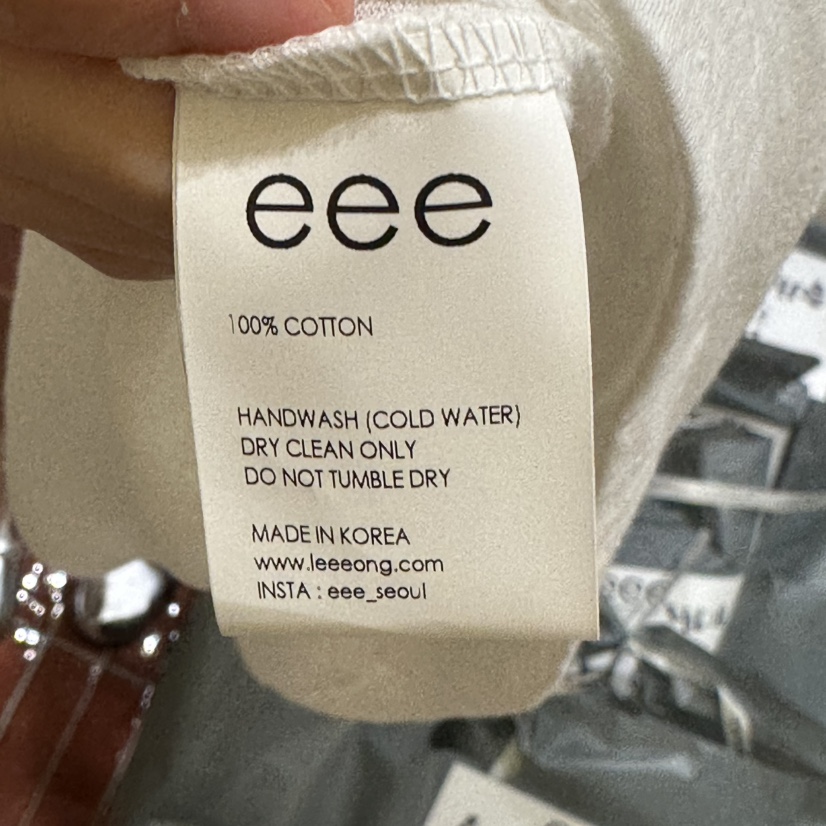 eee
100% COTTON
HANDWASH (COLD WATER)
DRY CLEAN ONLY
DO NOT TUMBLE DRY
MADE IN KOREA
www.leeeong.com
INSTA : eee_seoul
eee